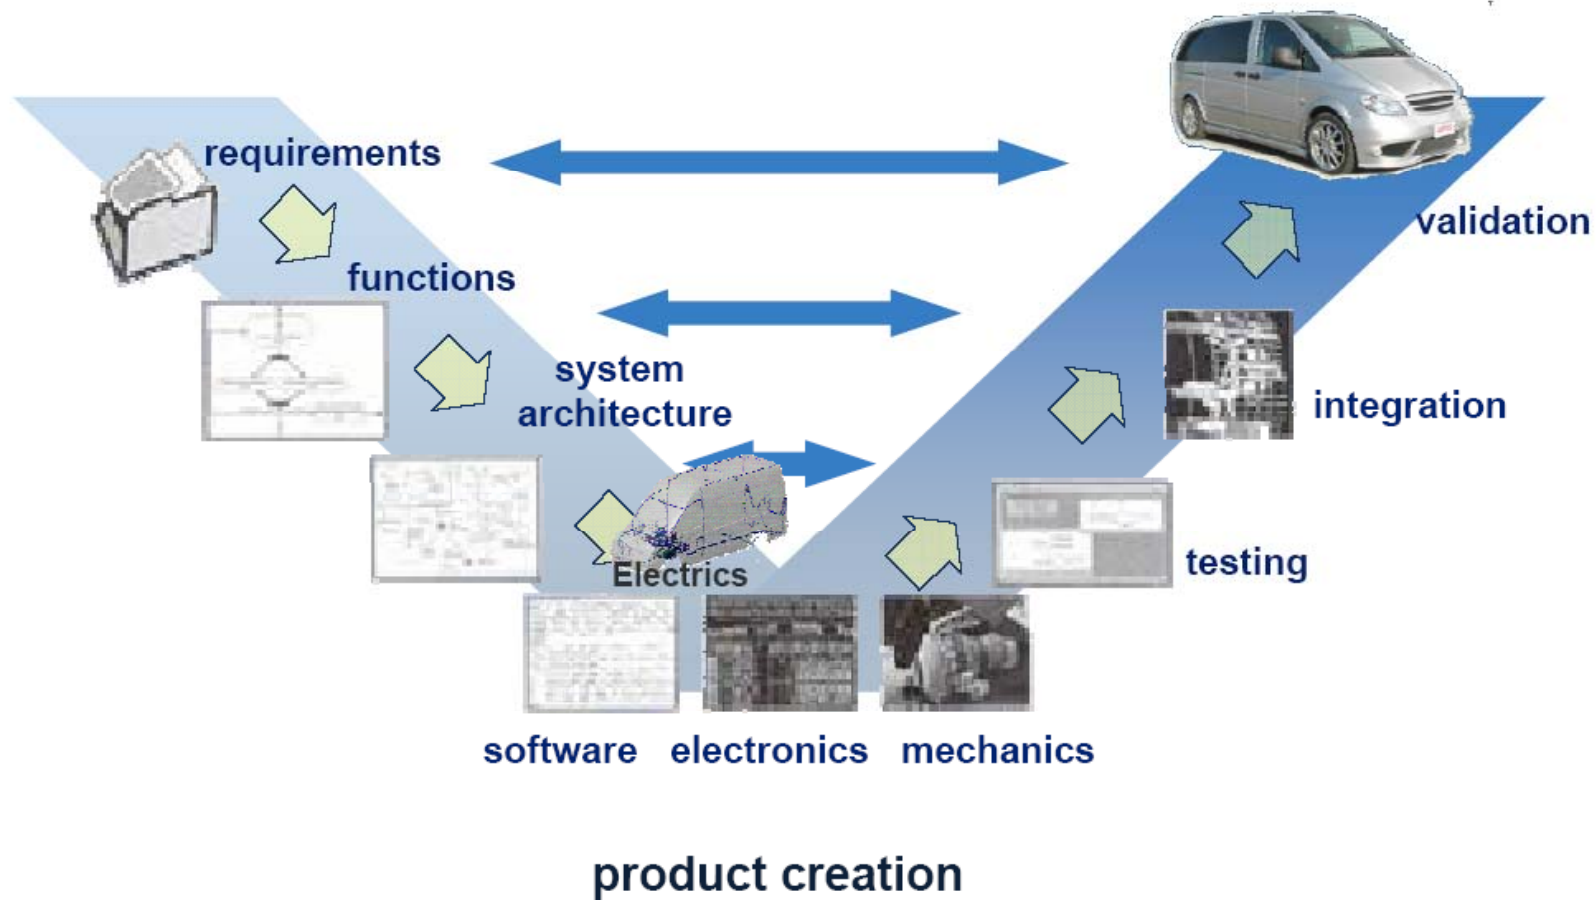 requirements
functions
system
architecture
Electrics
software electronics mechanics
testing
integration
validation
product creation